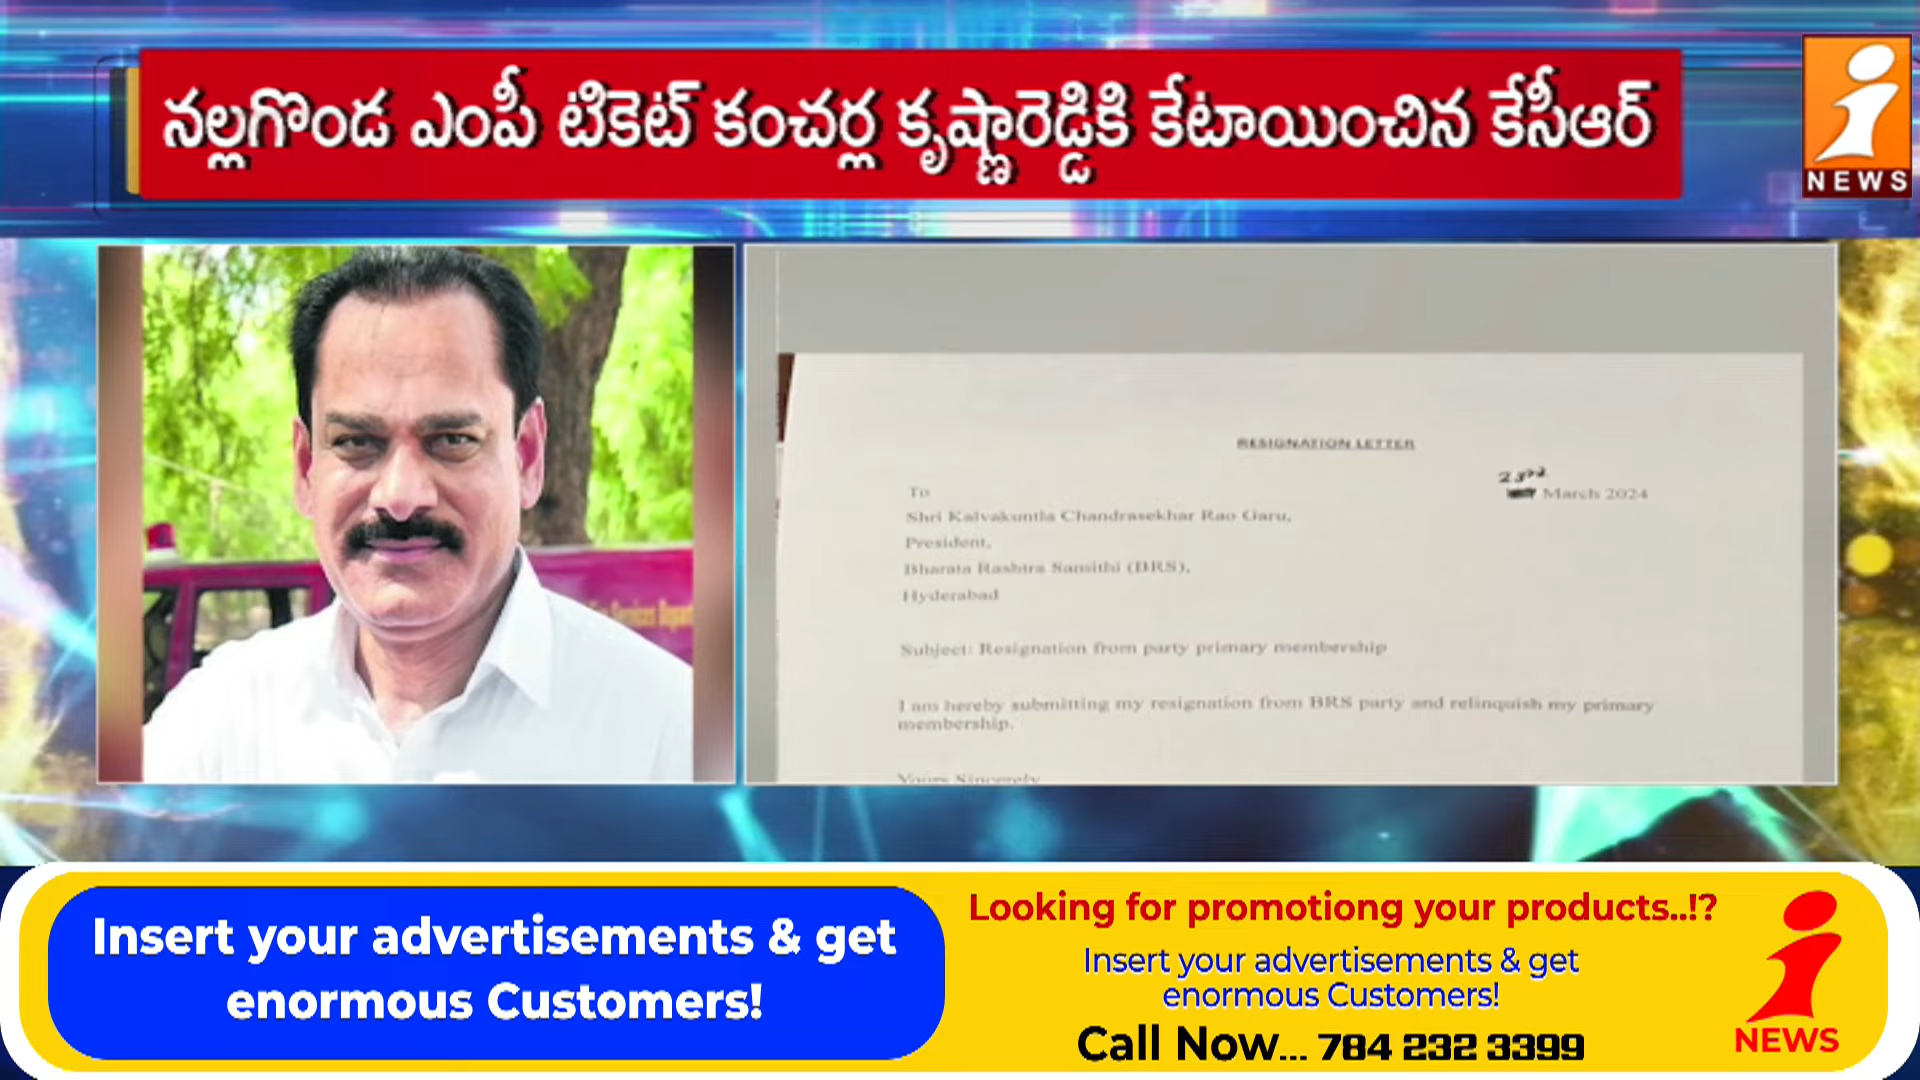 నల్లగొండ ఎంపీ టికెట్ కంచర్ల కృష్ణారెడ్డికి కేటాయించిన కేసీఆర్
NEWS
RESIGNATION LETTER
March 2024
To
Shri Kalvakuntla Chandrasekhar Rao Garu,
President,
Bharata Rashtra Samithi (BRS),
Hyderabad
Subject: Resignation from party primary membership
I am hereby submitting my resignation from BRS party and relinquish my primary
membership.
Yours Sincerely
Insert your advertisements & get
enormous Customers!
Looking for promotiong your products..!?
Insert your advertisements & get
enormous Customers!
Call Now... 784 232 3399
NEWS